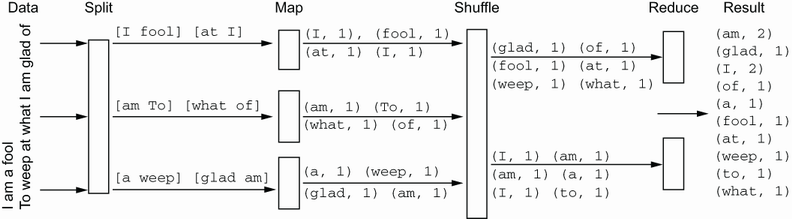 Data Split Map Shuffle Reduce Result
I am a fool
To weep at what I am glad of
[I fool] [at I]
[am To] [what of]
[a weep] [glad am]
(I, 1), (fool, 1)
(at, 1) (I, 1)
(am, 1) (To, 1)
(what, 1) (of, 1)
(a, 1) (weep, 1)
(glad, 1) (am, 1)
(glad, 1) (of, 1)
(fool, 1) (at, 1)
(weep, 1) (what, 1)
(I, 1) (am, 1)
(am, 1) (a, 1)
(I, 1) (to, 1)
(am, 2)
(glad, 1)
(I, 2)
(of, 1)
(a, 1)
(fool, 1)
(at, 1)
(weep, 1)
(to, 1)
(what, 1)